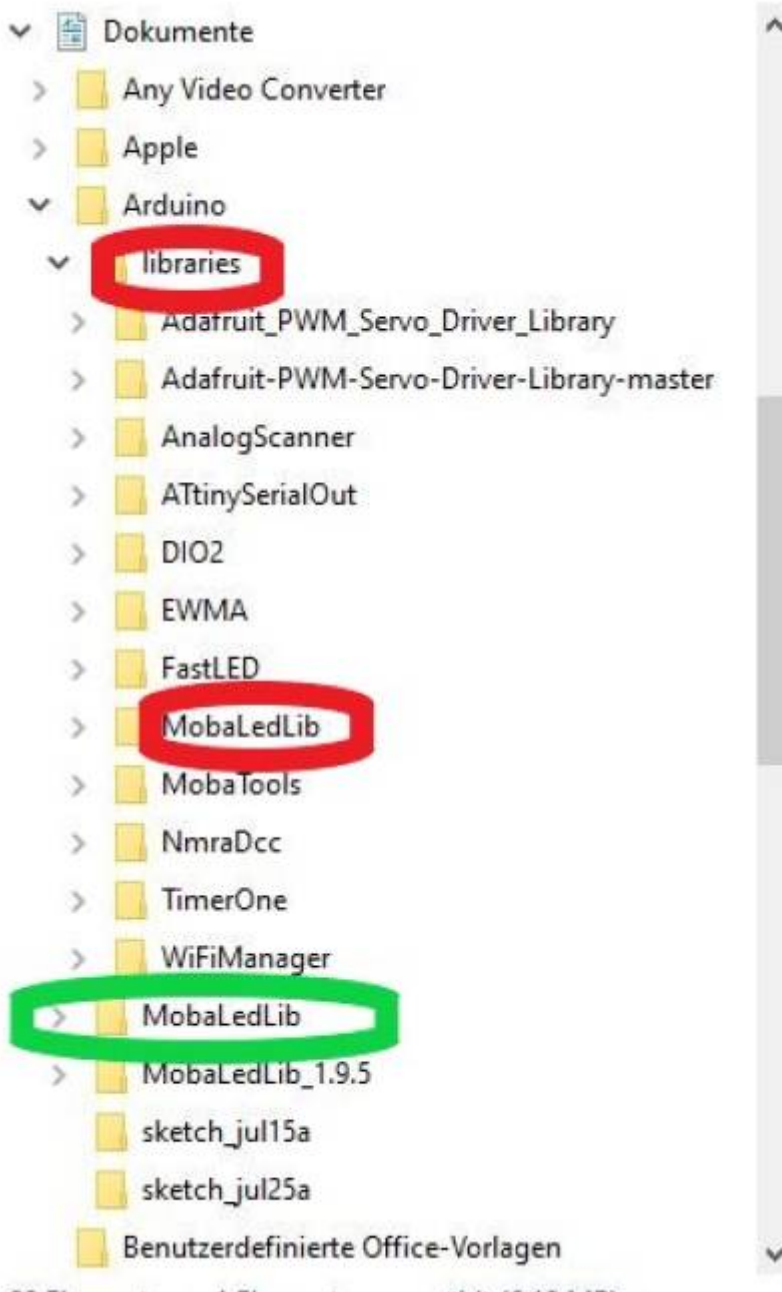 Dokumente
Any Video Converter
Apple
Arduino
libraries
Adafruit_PWM_Servo_Driver_Library
Adafruit-PWM-Servo-Driver-Library-master
AnalogScanner
ATtinySerialOut
DIO2
EWMA
FastLED
MobaLedLib
MobaTools
NmraDcc
TimerOne
WiFiManager
MobaLedLib
MobaLedLib_1.9.5
sketch_jul15a
sketch_jul25a
Benutzerdefinierte Office-Vorlagen